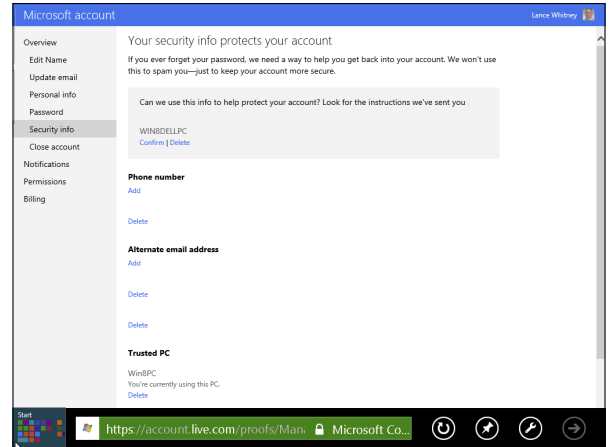 Microsoft account
Lance Whitney
Overview
Edit Name
Update email
Personal info
Password
Security info
Close account
Notifications
Permissions
Billing
Your security info protects your account
If you ever forget your password, we need a way to help you get back into your account. We won't use
this to spam you—just to keep your account more secure.
Can we use this info to help protect your account? Look for the instructions we've sent you
WIN8DELLPC
Confirm | Delete
Phone number
Add
Delete
Alternate email address
Add
Delete
Delete
Trusted PC
Win8PC
You're currently using this PC.
Delete
Start
https://account.live.com/proofs/Mana
Microsoft Co...